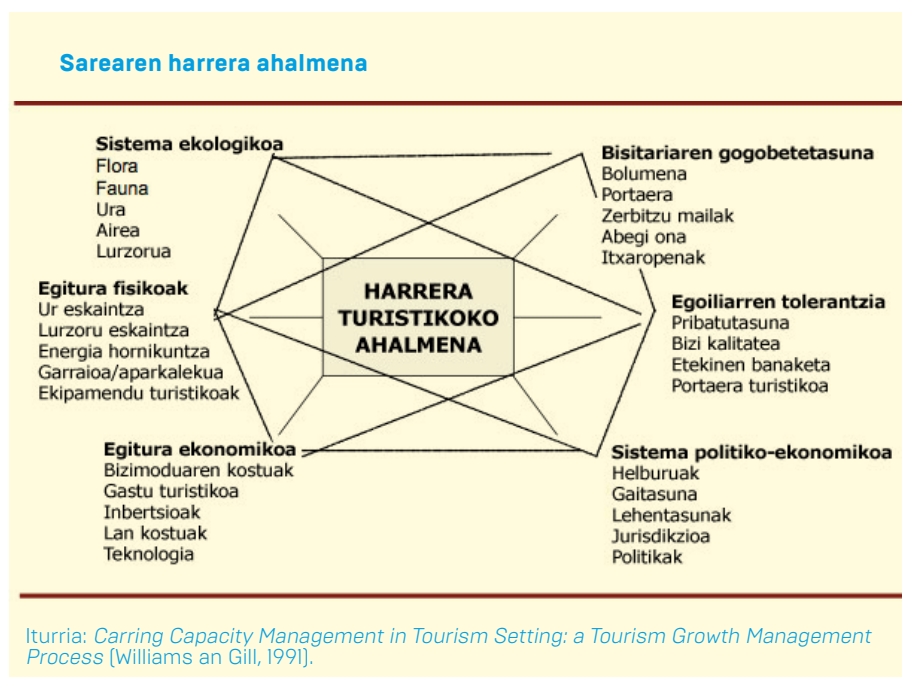 Sarearen harrera ahalmena
Sistema ekologikoa
Flora
Fauna
Ura
Airea
Lurzorua
Egitura fisikoak
Ur eskaintza
Lurzoru eskaintza
Energia hornikuntza
Garraioa/aparkalekua
Ekipamendu turistikoak
Egitura ekonomikoa
Bizimoduaren kostuak
Gastu turistikoa
Inbertsioak
Lan kostuak
Teknologia
HARRERA
TURISTIKOKO
AHALMENA
Bisitariaren gogobetetasuna
Bolumena
Portaera
Zerbitzu mailak
Abegi ona
Itxaropenak
Egoiliarren tolerantzia
Pribatutasuna
Bizi kalitatea
Etekinen banaketa
Portaera turistikoa
Sistema politiko-ekonomikoa
Helburuak
Gaitasuna
Lehentasunak
Jurisdikzioa
Politikak
Iturria: Carring Capacity Management in Tourism Setting: a Tourism Growth Management
Process (Williams an Gill, 1991).